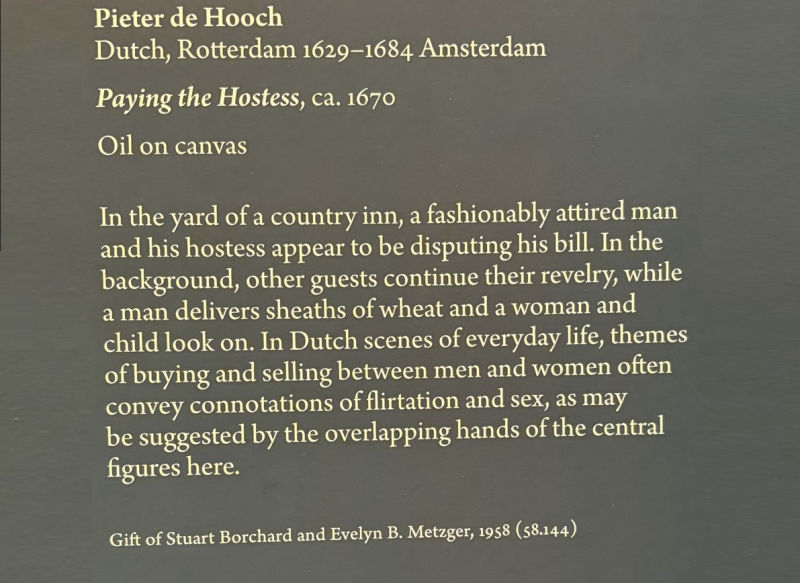 Pieter de Hooch
Dutch, Rotterdam 1629–1684 Amsterdam
Paying the Hostess, ca. 1670
Oil on canvas
In the yard of a country inn, a fashionably attired man
and his hostess appear to be disputing his bill. In the
background, other guests continue their revelry, while
a man delivers sheaths of wheat and a woman and
child look on. In Dutch scenes of everyday life, themes
of buying and selling between men and women often
convey connotations of flirtation and sex, as may
be suggested by the overlapping hands of the central
figures here.
Gift of Stuart Borchard and Evelyn B. Metzger, 1958 (58.144)